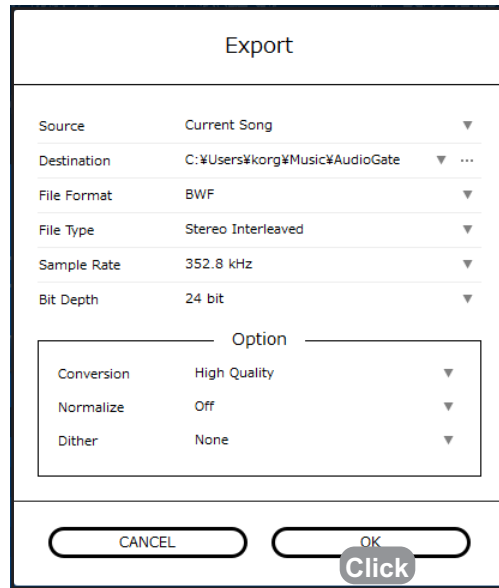 Export
Source Current Song
Destination C:¥Users¥korg¥Music¥AudioGate ...
File Format BWF
File Type Stereo Interleaved
Sample Rate 352.8 kHz
Bit Depth 24 bit
Option
Conversion High Quality
Normalize Off
Dither None
CANCEL OK
Click